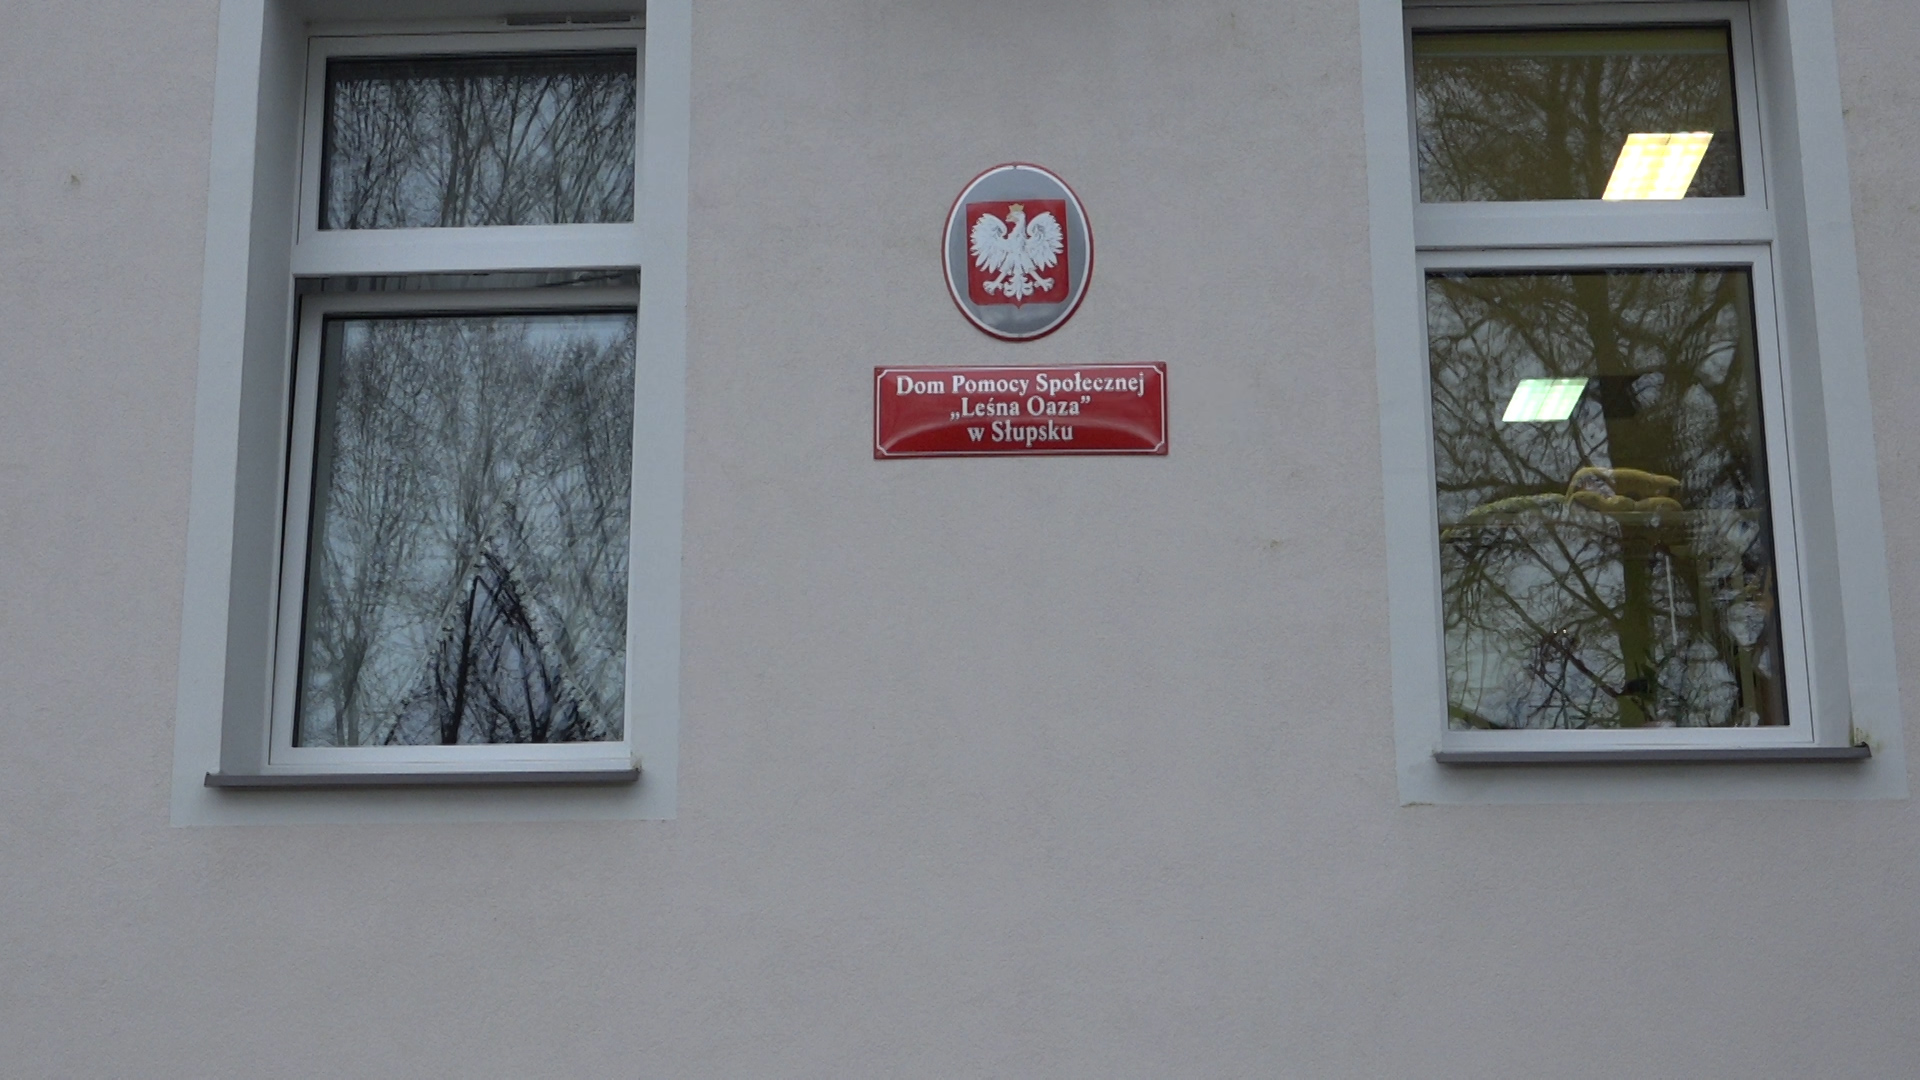 Dom Pomocy Społecznej
„Leśna Oaza”
w Słupsku